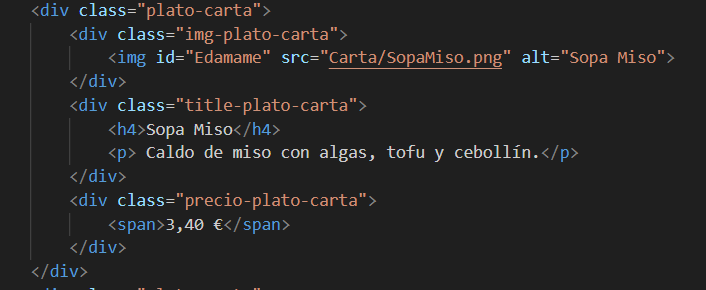 <div class="plato-carta">
<div class="img-plato-carta">
<img id="Edamame" src="Carta/SopaMiso.png" alt="Sopa Miso">
</div>
<div class="title-plato-carta">
<h4>Sopa Miso</h4>
<p> Caldo de miso con algas, tofu y cebollín.</p>
</div>
<div class="precio-plato-carta">
<span>3,40 €</span>
</div>
</div>